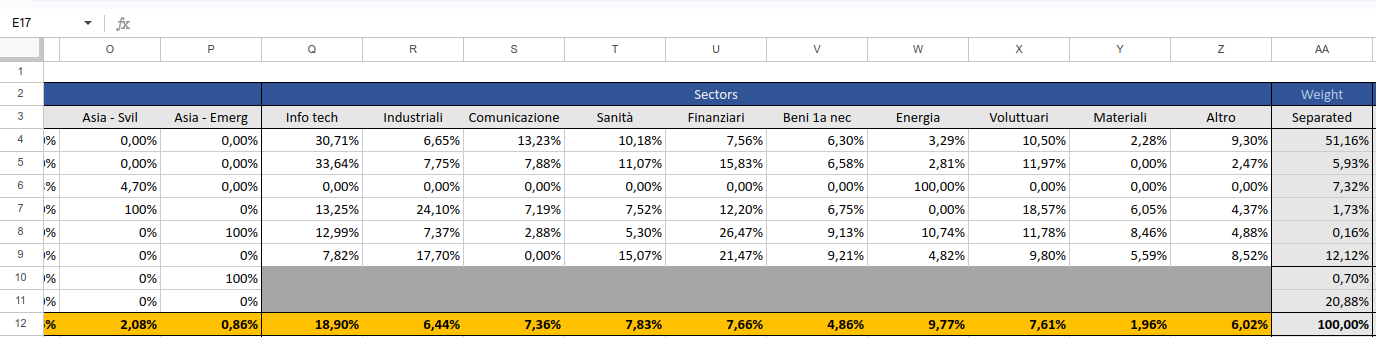 E17 fx
O P Q R S T U V W X Y Z AA
1
2 Sectors Weight
3 Asia - Svil Asia - Emerg Info tech Industriali Comunicazione Sanità Finanziari Beni 1a nec Energia Voluttuari Materiali Altro Separated
4 % 0,00% 0,00% 30,71% 6,65% 13,23% 10,18% 7,56% 6,30% 3,29% 10,50% 2,28% 9,30% 51,16%
5 % 0,00% 0,00% 33,64% 7,75% 7,88% 11,07% 15,83% 6,58% 2,81% 11,97% 0,00% 2,47% 5,93%
6 % 4,70% 0,00% 0,00% 0,00% 0,00% 0,00% 0,00% 0,00% 100,00% 0,00% 0,00% 0,00% 7,32%
7 % 100% 0% 13,25% 24,10% 7,19% 7,52% 12,20% 6,75% 0,00% 18,57% 6,05% 4,37% 1,73%
8 % 0% 100% 12,99% 7,37% 2,88% 5,30% 26,47% 9,13% 10,74% 11,78% 8,46% 4,88% 0,16%
9 % 0% 0% 7,82% 17,70% 0,00% 15,07% 21,47% 9,21% 4,82% 9,80% 5,59% 8,52% 12,12%
10 % 0% 100% 0,70%
11 % 0% 0% 20,88%
12 % 2,08% 0,86% 18,90% 6,44% 7,36% 7,83% 7,66% 4,86% 9,77% 7,61% 1,96% 6,02% 100,00%